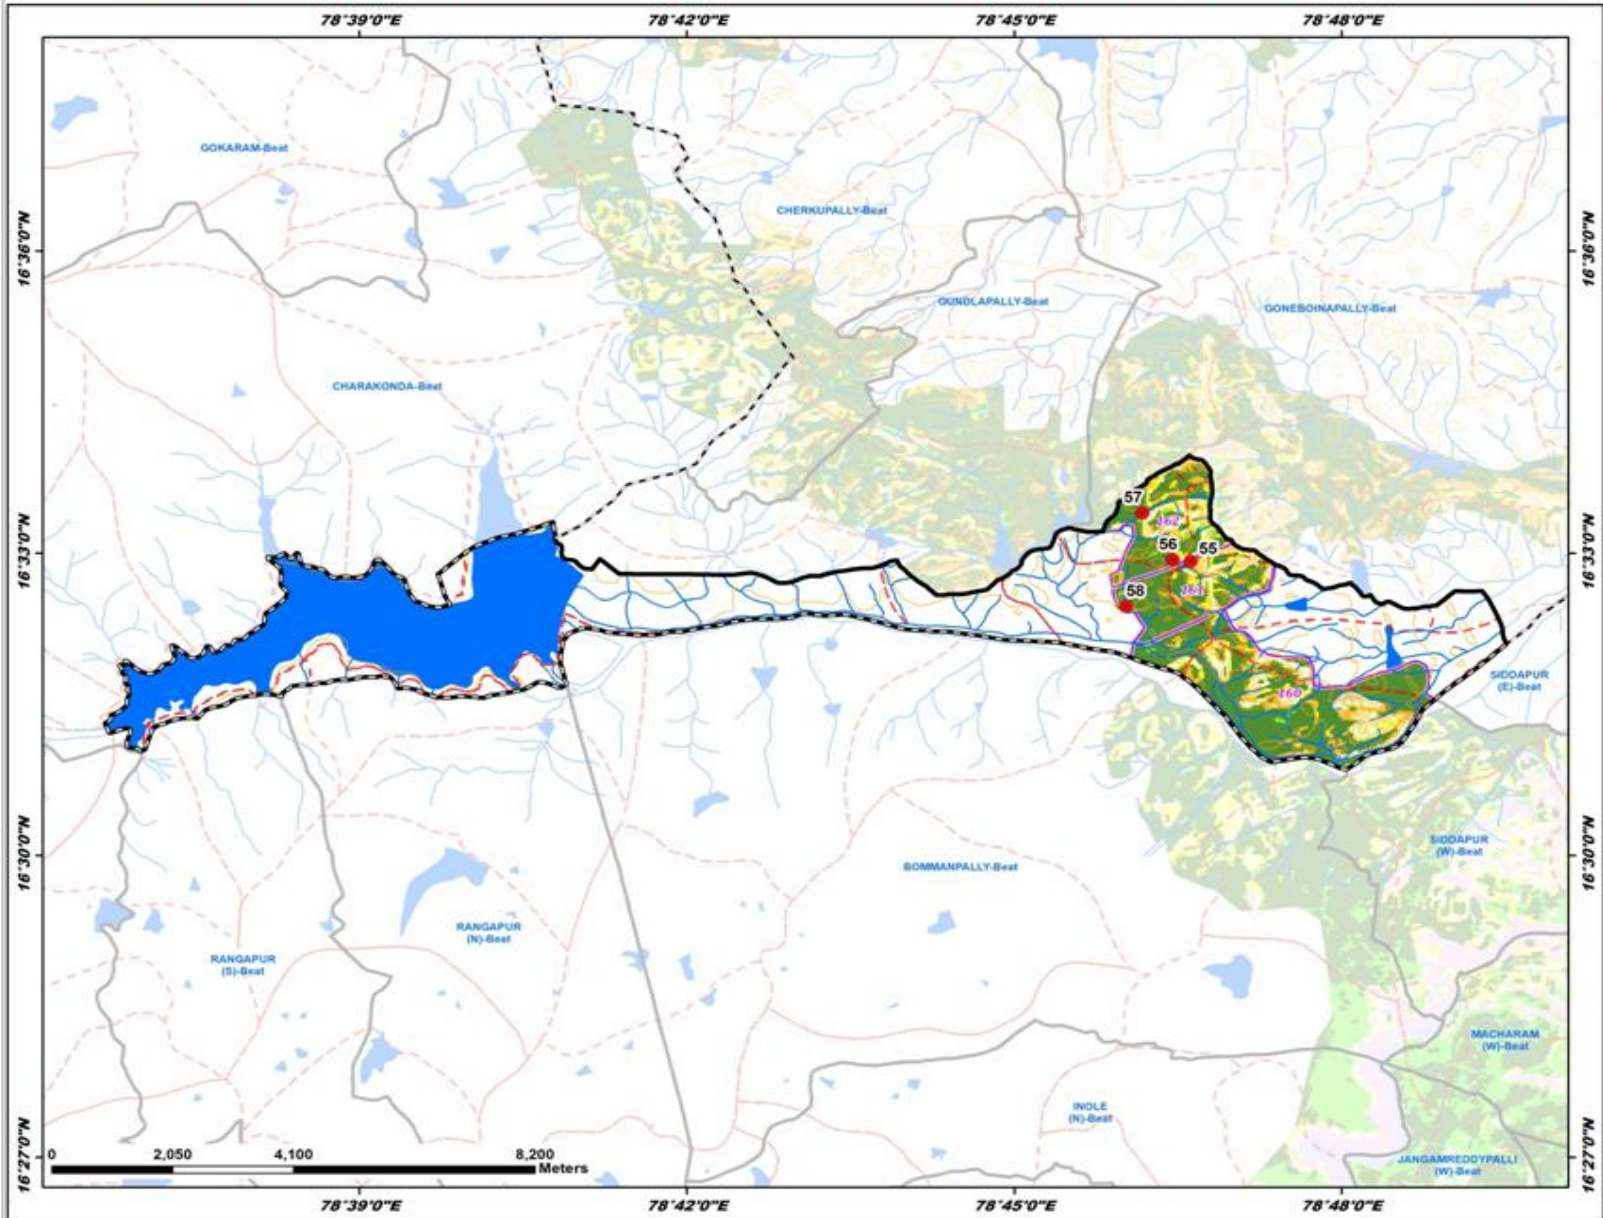 78°39'0"E 78°42'0"E 78°45'0"E 78°48'0"E
GOKARAM-Beat
CHERKUPALLY-Beat
16°36'0"N 16°36'0"N
GUNDLAPALLY-Beat
GONEBOINAPALLY-Beat
CHARAKONDA-Beat
57
162
16°33'0"N 16°33'0"N
56 55
58
161
SIDDAPUR
(E)-Beat
160
SIDDAPUR
(W)-Beat
16°30'0"N 16°30'0"N
BOMMANPALLY-Beat
RANGAPUR
(N)-Beat
RANGAPUR
(S)-Beat
MACHARAM
(W)-Beat
INOLE
(N)-Beat
JANGAMREDDYPALLI
(W)-Beat
16°27'0"N 16°27'0"N
0 2,050 4,100 8,200
Meters
78°39'0"E 78°42'0"E 78°45'0"E 78°48'0"E